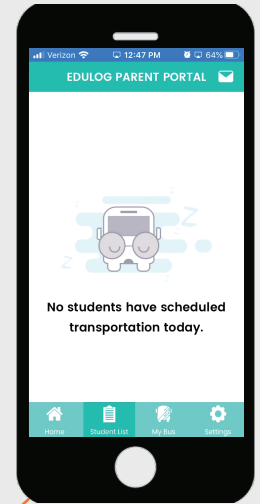 Verizon 12:47 PM 64%
EDULOG PARENT PORTAL
Z
Z
Z
Z
No students have scheduled
transportation today.
Home Student List My Bus Settings